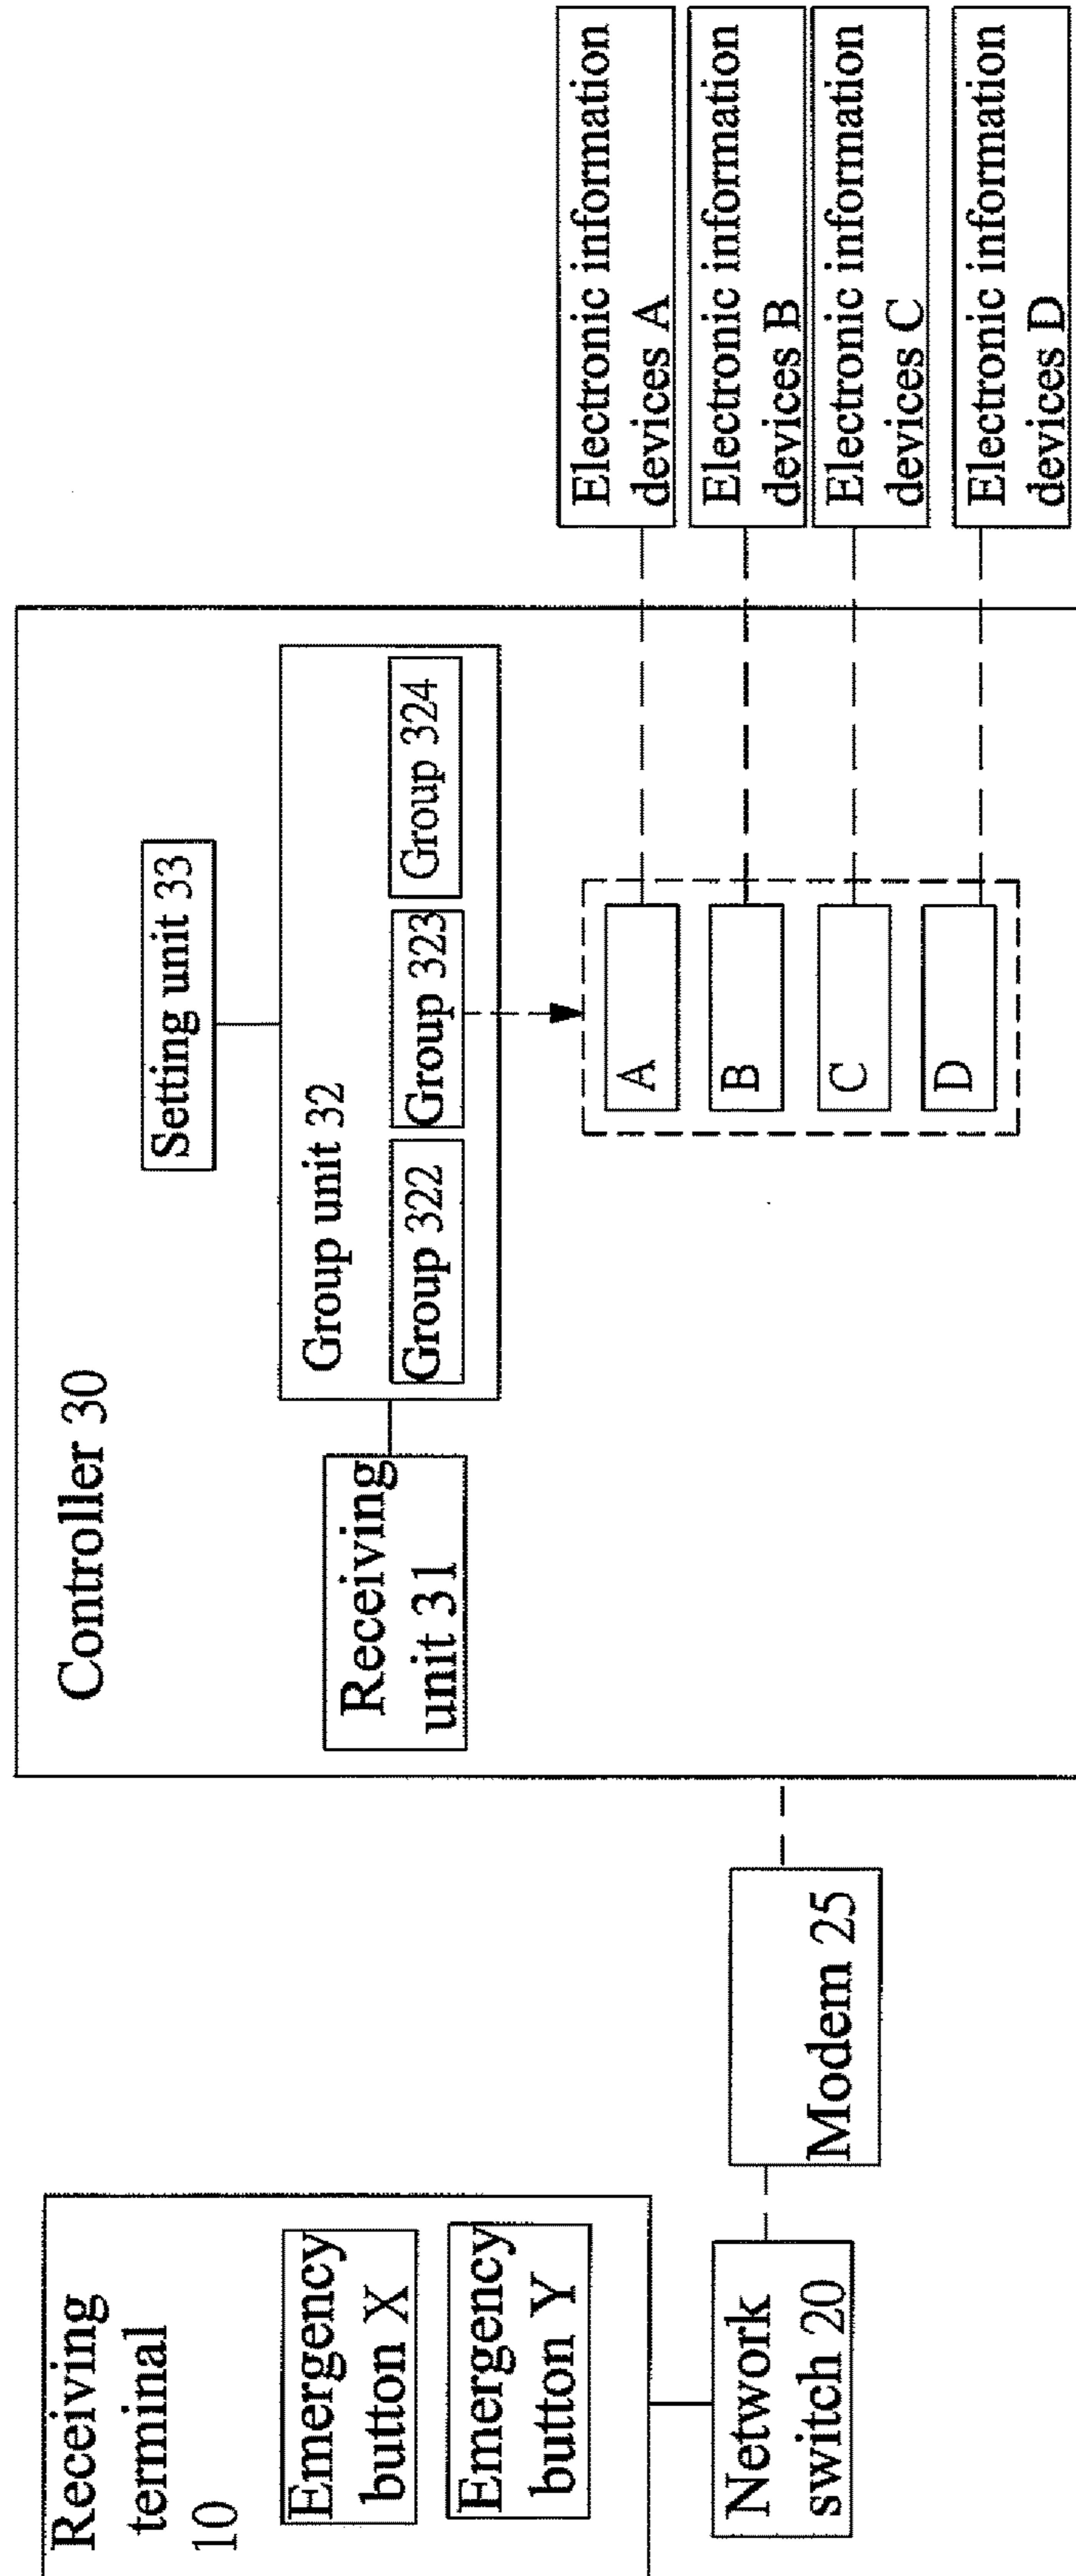 Receiving
terminal
10
Emergency
button X
Emergency
button Y
Network
switch 20
Modem 25
Controller 30
Receiving
unit 31
Setting unit 33
Group unit 32
Group 322
Group 323
Group 324
A
B
C
D
Electronic information
devices A
Electronic information
devices B
Electronic information
devices C
Electronic information
devices D